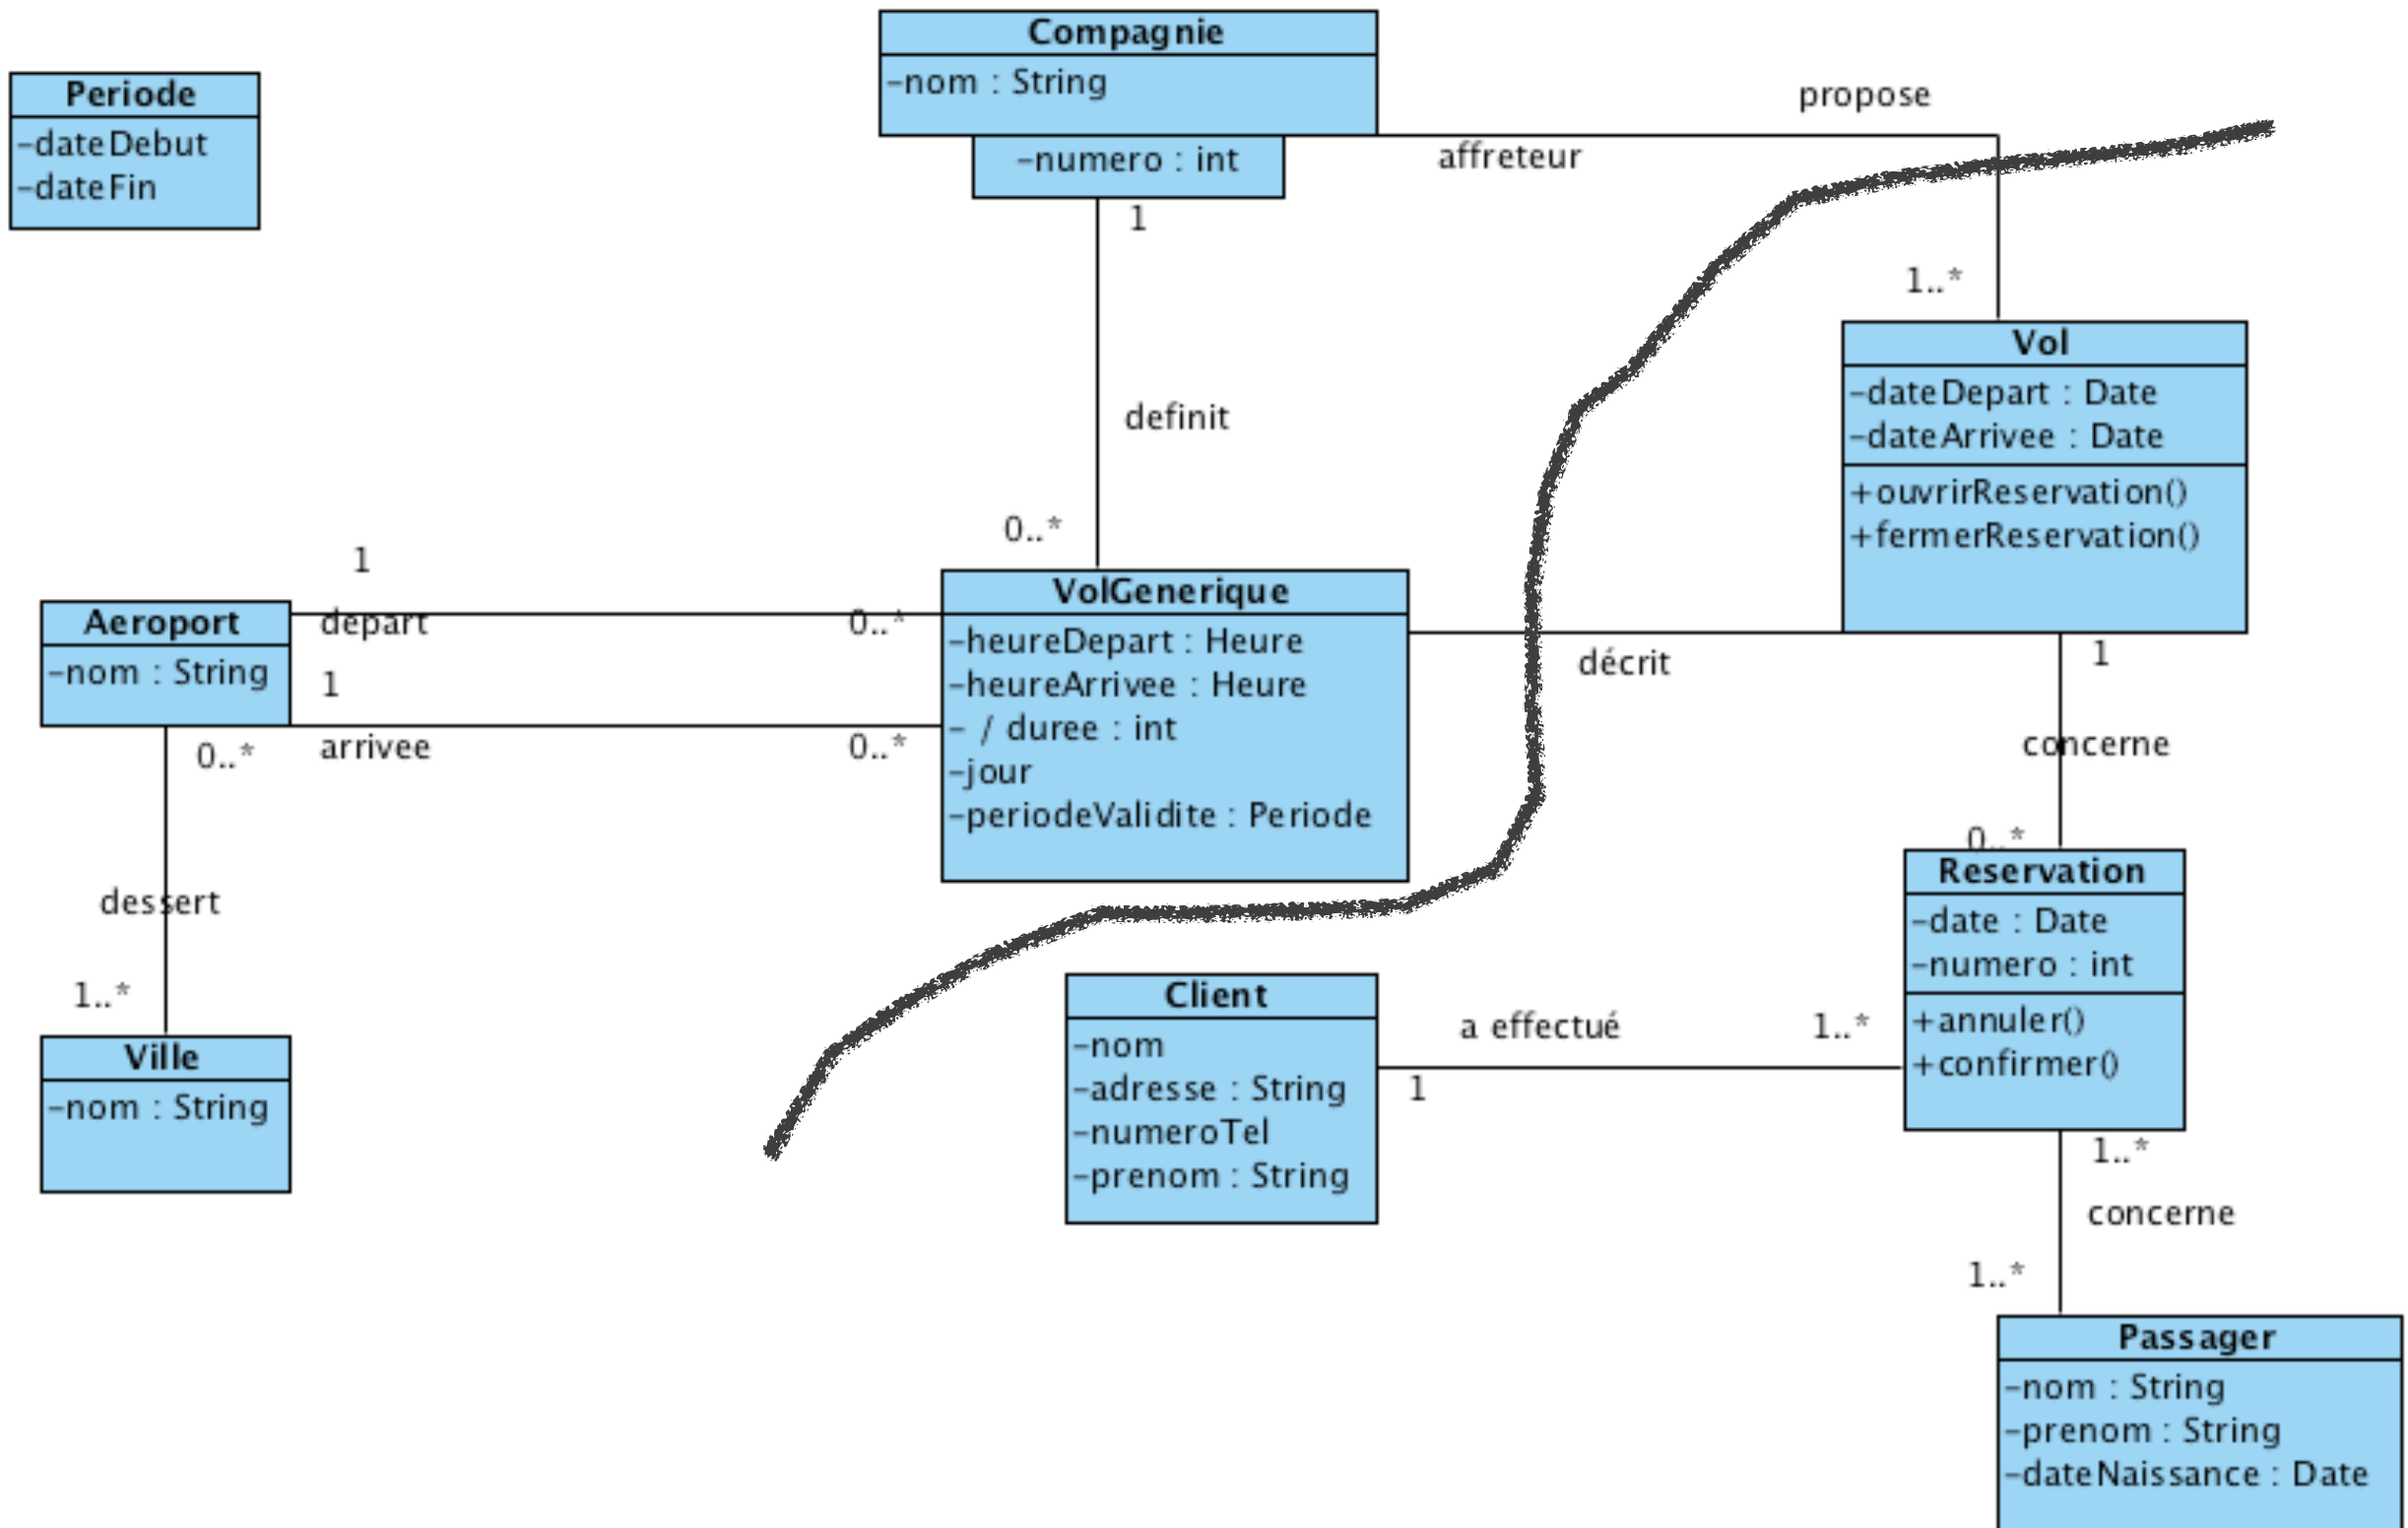 Compagnie
-nom : String
-numero : int
Periode
-dateDebut
-dateFin
propose
affreteur
1
1..*
definit
0..*
Vol
-dateDepart : Date
-dateArrivee : Date
+ouvrirReservation()
+fermerReservation()
1
depart
0..*
Aeroport
-nom : String
1
arrivee
0..*
0..*
VolGenerique
-heureDepart : Heure
-heureArrivee : Heure
- / duree : int
-jour
-periodeValidite : Periode
décrit
1
concerne
0..*
dessert
1..*
Ville
-nom : String
Client
-nom
-adresse : String
-numeroTel
-prenom : String
a effectué
1
1..*
Reservation
-date : Date
-numero : int
+annuler()
+confirmer()
1..*
concerne
1..*
Passager
-nom : String
-prenom : String
-dateNaissance : Date